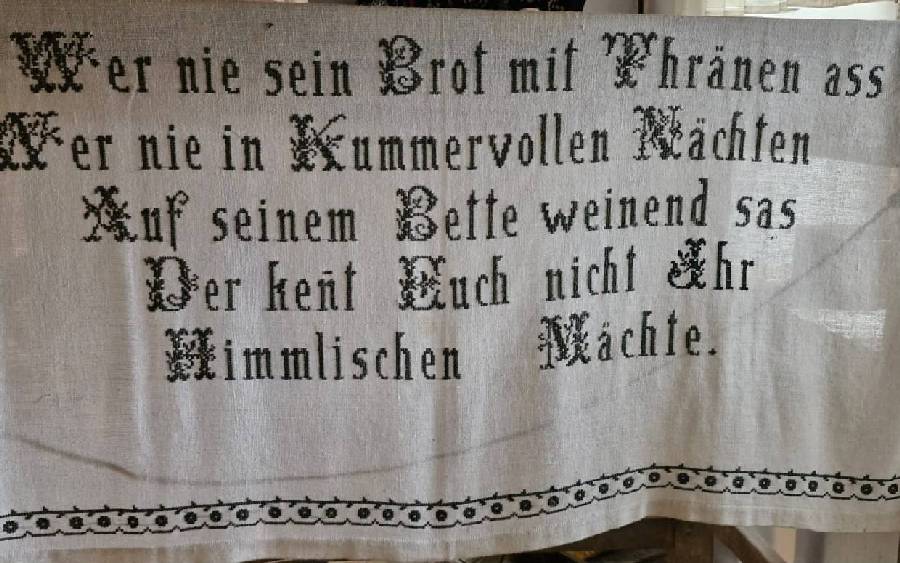 Wer nie sein Brot mit Thränen ass
Wer nie in Kummervollen Nächten
Auf seinem Bette weinend sas
Der keñt Euch nicht Ihr
Himmlischen Mächte.